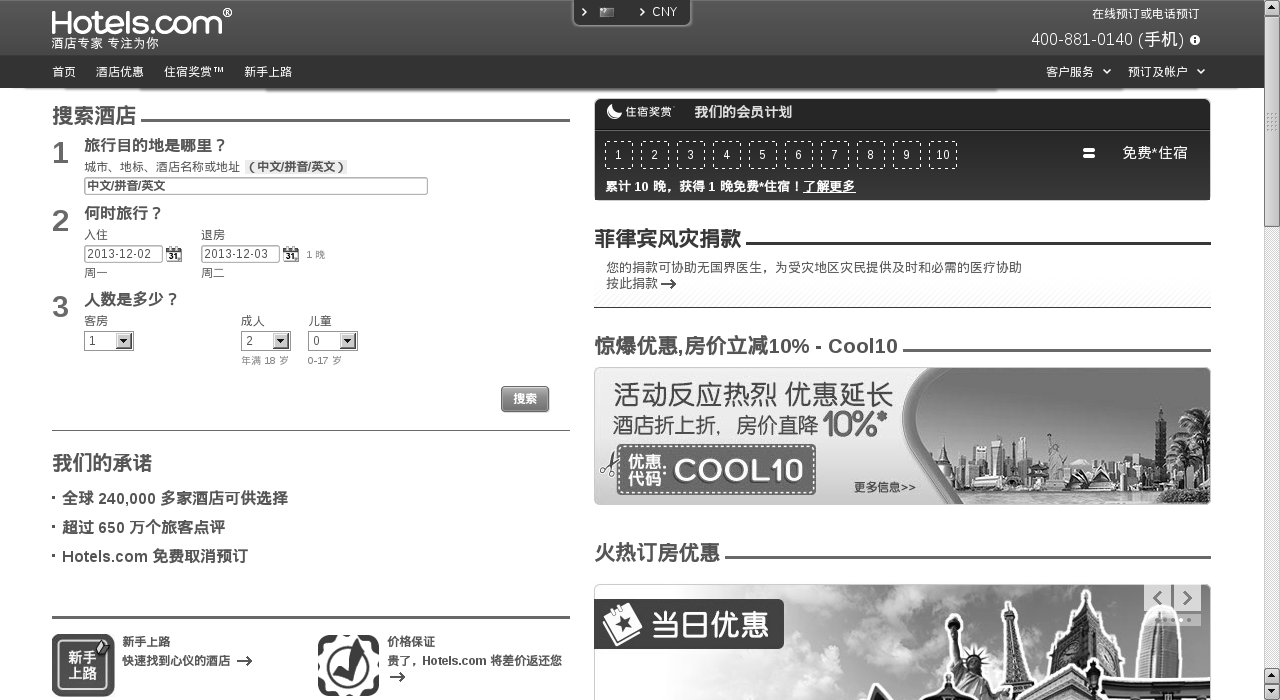 CNY
Hotels.com®
酒店专家 专注为你
在线预订或电话预订
400-881-0140 (手机)
首页 酒店优惠 住宿奖赏™ 新手上路 客户服务 预订及帐户
搜索酒店
1 旅行目的地是哪里？
城市、地标、酒店名称或地址 （中文/拼音/英文）
中文/拼音/英文
2 何时旅行？
入住 退房
2013-12-02 31 2013-12-03 31 1 晚
周一 周二
3 人数是多少？
客房 成人 儿童
1 2 0
年满 18 岁 0-17 岁
搜索
我们的承诺
全球 240,000 多家酒店可供选择
超过 650 万个旅客点评
Hotels.com 免费取消预订
新手上路
新手上路
快速找到心仪的酒店
价格保证
贵了，Hotels.com 将差价返还您
住宿奖赏 我们的会员计划
1 2 3 4 5 6 7 8 9 10 = 免费*住宿
累计 10 晚，获得 1 晚免费*住宿！了解更多
菲律宾风灾捐款
您的捐款可协助无国界医生，为受灾地区灾民提供及时和必需的医疗协助
按此捐款
惊爆优惠,房价立减10% - Cool10
活动反应热烈 优惠延长
酒店折上折，房价直降10%*
优惠代码: COOL10
更多信息>>
火热订房优惠
当日优惠